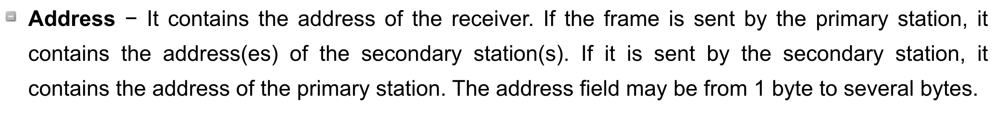 Address − It contains the address of the receiver. If the frame is sent by the primary station, it
contains the address(es) of the secondary station(s). If it is sent by the secondary station, it
contains the address of the primary station. The address field may be from 1 byte to several bytes.